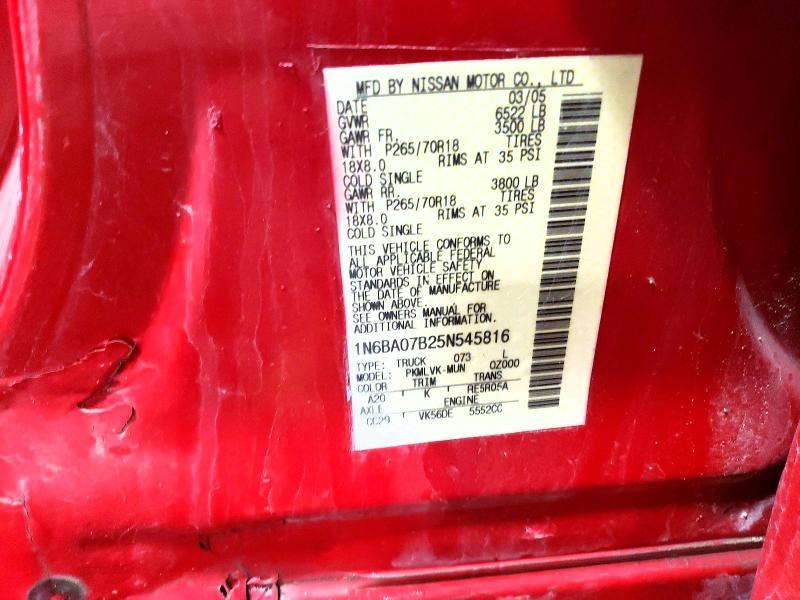 MFD BY NISSAN MOTOR CO., LTD
DATE 03/05
GVWR 6522 LB
GAWR FR. 3500 LB
WITH P265/70R18 TIRES
18X8.0 RIMS AT 35 PSI
COLD SINGLE
GAWR RR. 3800 LB
WITH P265/70R18 TIRES
18X8.0 RIMS AT 35 PSI
COLD SINGLE
THIS VEHICLE CONFORMS TO
ALL APPLICABLE FEDERAL
MOTOR VEHICLE SAFETY
STANDARDS IN EFFECT ON
THE DATE OF MANUFACTURE
SHOWN ABOVE.
SEE OWNERS MANUAL FOR
ADDITIONAL INFORMATION.
1N6BA07B25N545816
TYPE: TRUCK 073 L
MODEL: PKMLVK-MUN QZ000
COLOR TRIM TRANS
A20 K RE5R05A
AXLE ENGINE
CC29 VK56DE 5552CC